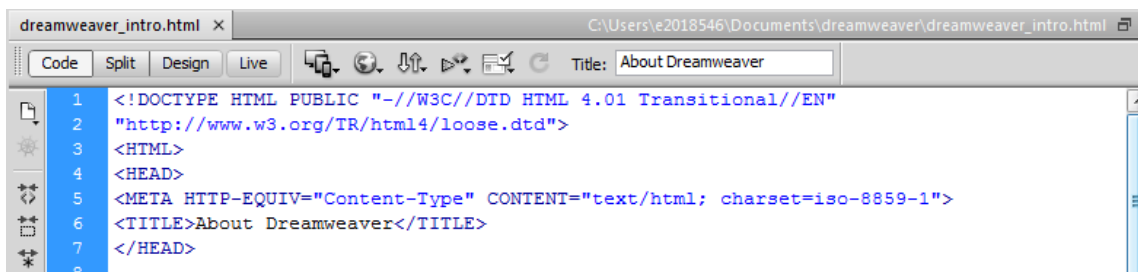 dreamweaver_intro.html ×
C:\Users\e2018546\Documents\dreamweaver\dreamweaver_intro.html
Code Split Design Live Title: About Dreamweaver
1 <!DOCTYPE HTML PUBLIC "-//W3C//DTD HTML 4.01 Transitional//EN"
2 "http://www.w3.org/TR/html4/loose.dtd">
3 <HTML>
4 <HEAD>
5 <META HTTP-EQUIV="Content-Type" CONTENT="text/html; charset=iso-8859-1">
6 <TITLE>About Dreamweaver</TITLE>
7 </HEAD>
8